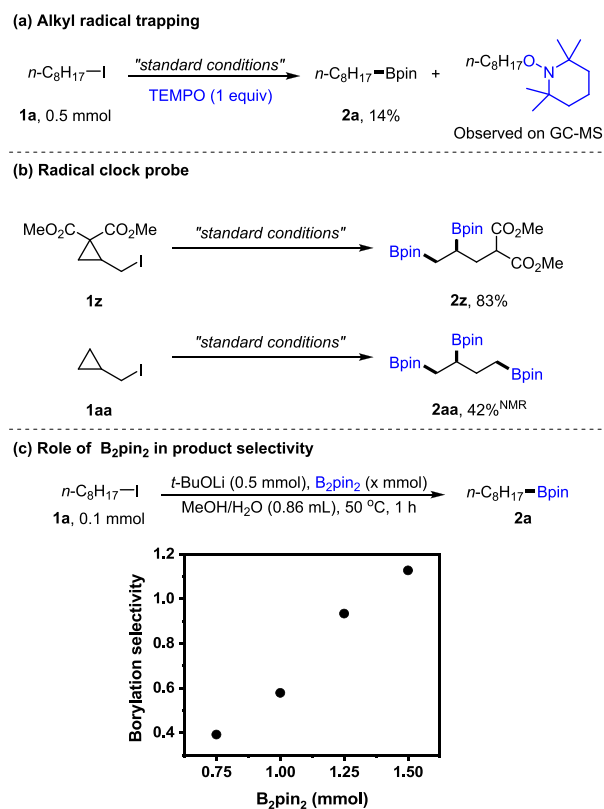 (a) Alkyl radical trapping
n-C₈H₁₇—I
"standard conditions"
TEMPO (1 equiv)
n-C₈H₁₇—Bpin
+
n-C₈H₁₇O
N
1a, 0.5 mmol
2a, 14%
Observed on GC-MS
(b) Radical clock probe
MeO₂C CO₂Me
I
"standard conditions"
Bpin
Bpin
CO₂Me
CO₂Me
1z
2z, 83%
I
"standard conditions"
Bpin
Bpin
Bpin
1aa
2aa, 42%ᴺᴹᴿ
(c) Role of B₂pin₂ in product selectivity
n-C₈H₁₇—I
t-BuOLi (0.5 mmol), B₂pin₂ (x mmol)
MeOH/H₂O (0.86 mL), 50 °C, 1 h
n-C₈H₁₇—Bpin
1a, 0.1 mmol
2a
Borylation selectivity
1.2
1.0
0.8
0.6
0.4
0.75 1.00 1.25 1.50
B₂pin₂ (mmol)